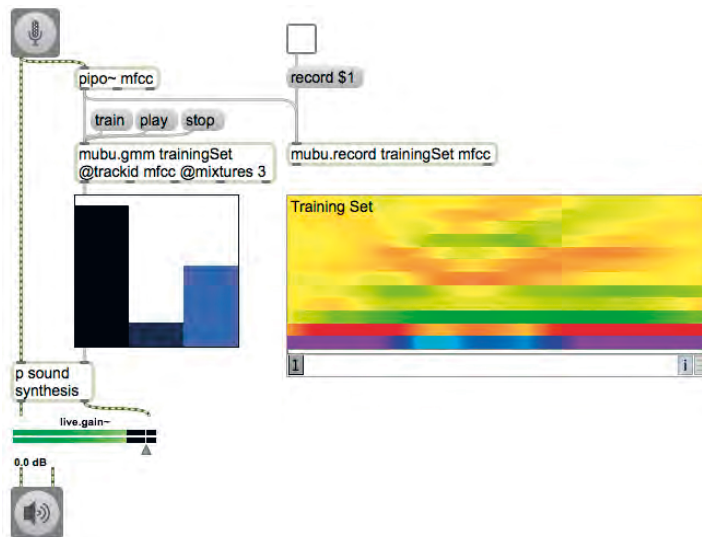 pipo~ mfcc
record $1
train play stop
mubu.gmm trainingSet
@trackid mfcc @mixtures 3
mubu.record trainingSet mfcc
Training Set
1
i
p sound
synthesis
live.gain~
0.0 dB